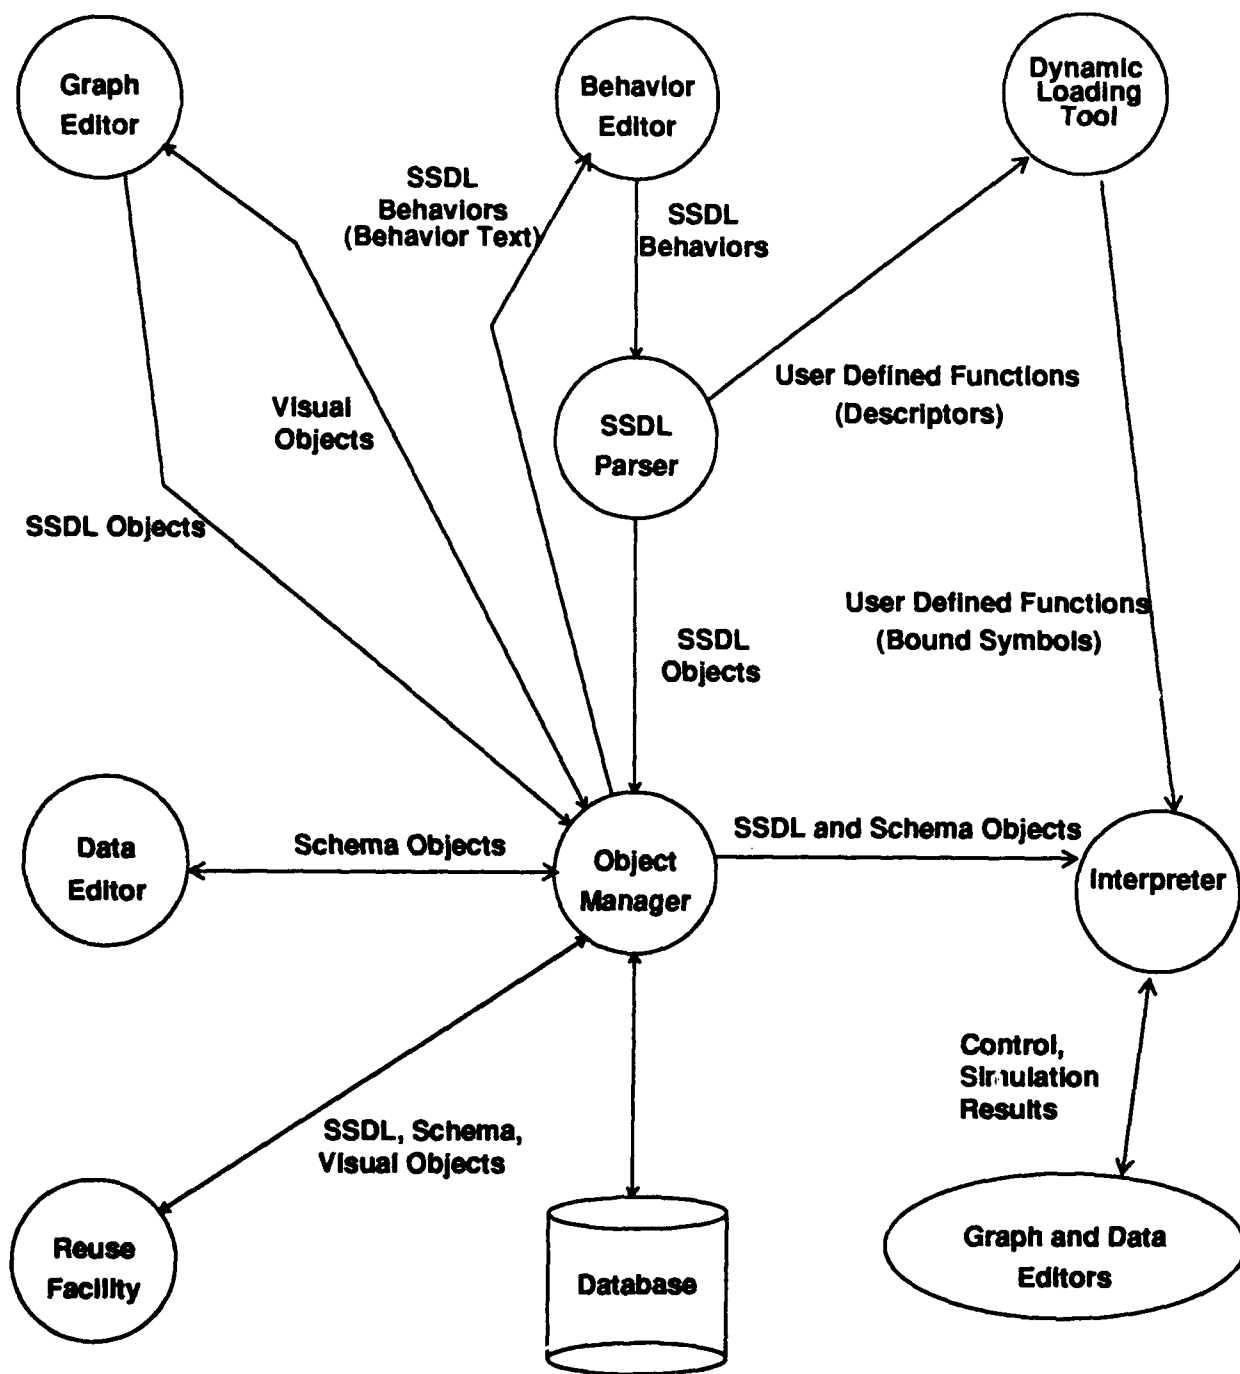 Graph
Editor
Behavior
Editor
Dynamic
Loading
Tool
SSDL
Behaviors
(Behavior Text)
SSDL
Behaviors
User Defined Functions
(Descriptors)
Visual
Objects
SSDL
Parser
SSDL Objects
User Defined Functions
(Bound Symbols)
SSDL
Objects
Data
Editor
Schema Objects
Object
Manager
SSDL and Schema Objects
Interpreter
Control,
Simulation
Results
SSDL, Schema,
Visual Objects
Reuse
Facility
Database
Graph and Data
Editors